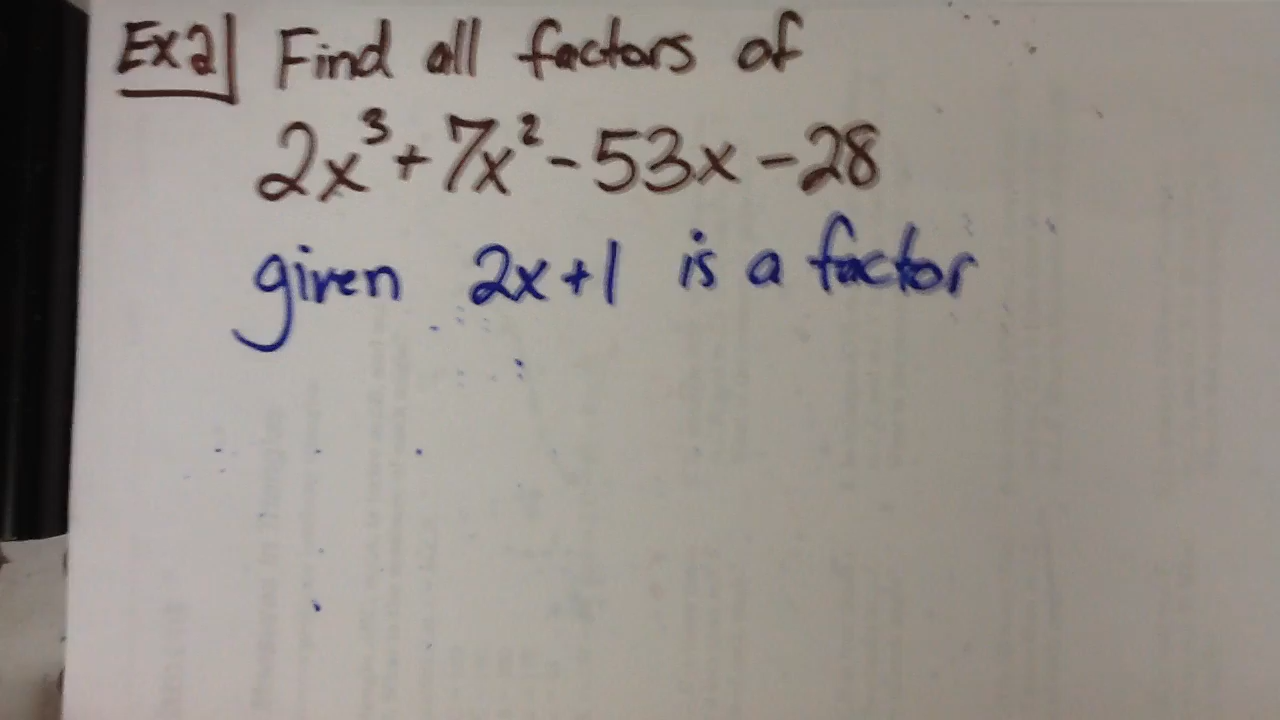 Ex2 Find all factors of
2x³+7x²-53x-28
given 2x+1 is a factor